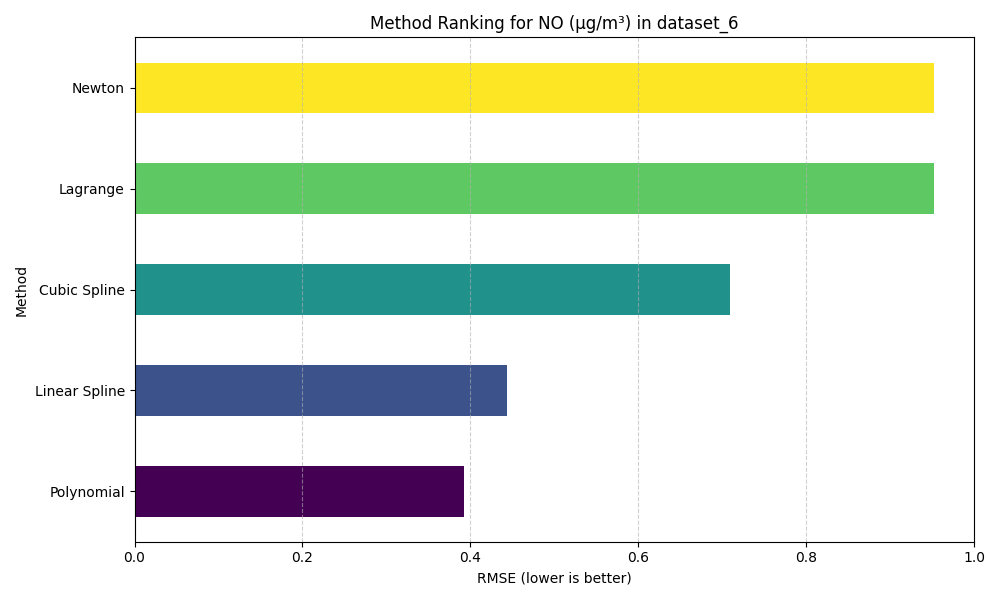 Method Ranking for NO (μg/m³) in dataset_6
Newton
Lagrange
Cubic Spline
Linear Spline
Polynomial
Method
0.0 0.2 0.4 0.6 0.8 1.0
RMSE (lower is better)